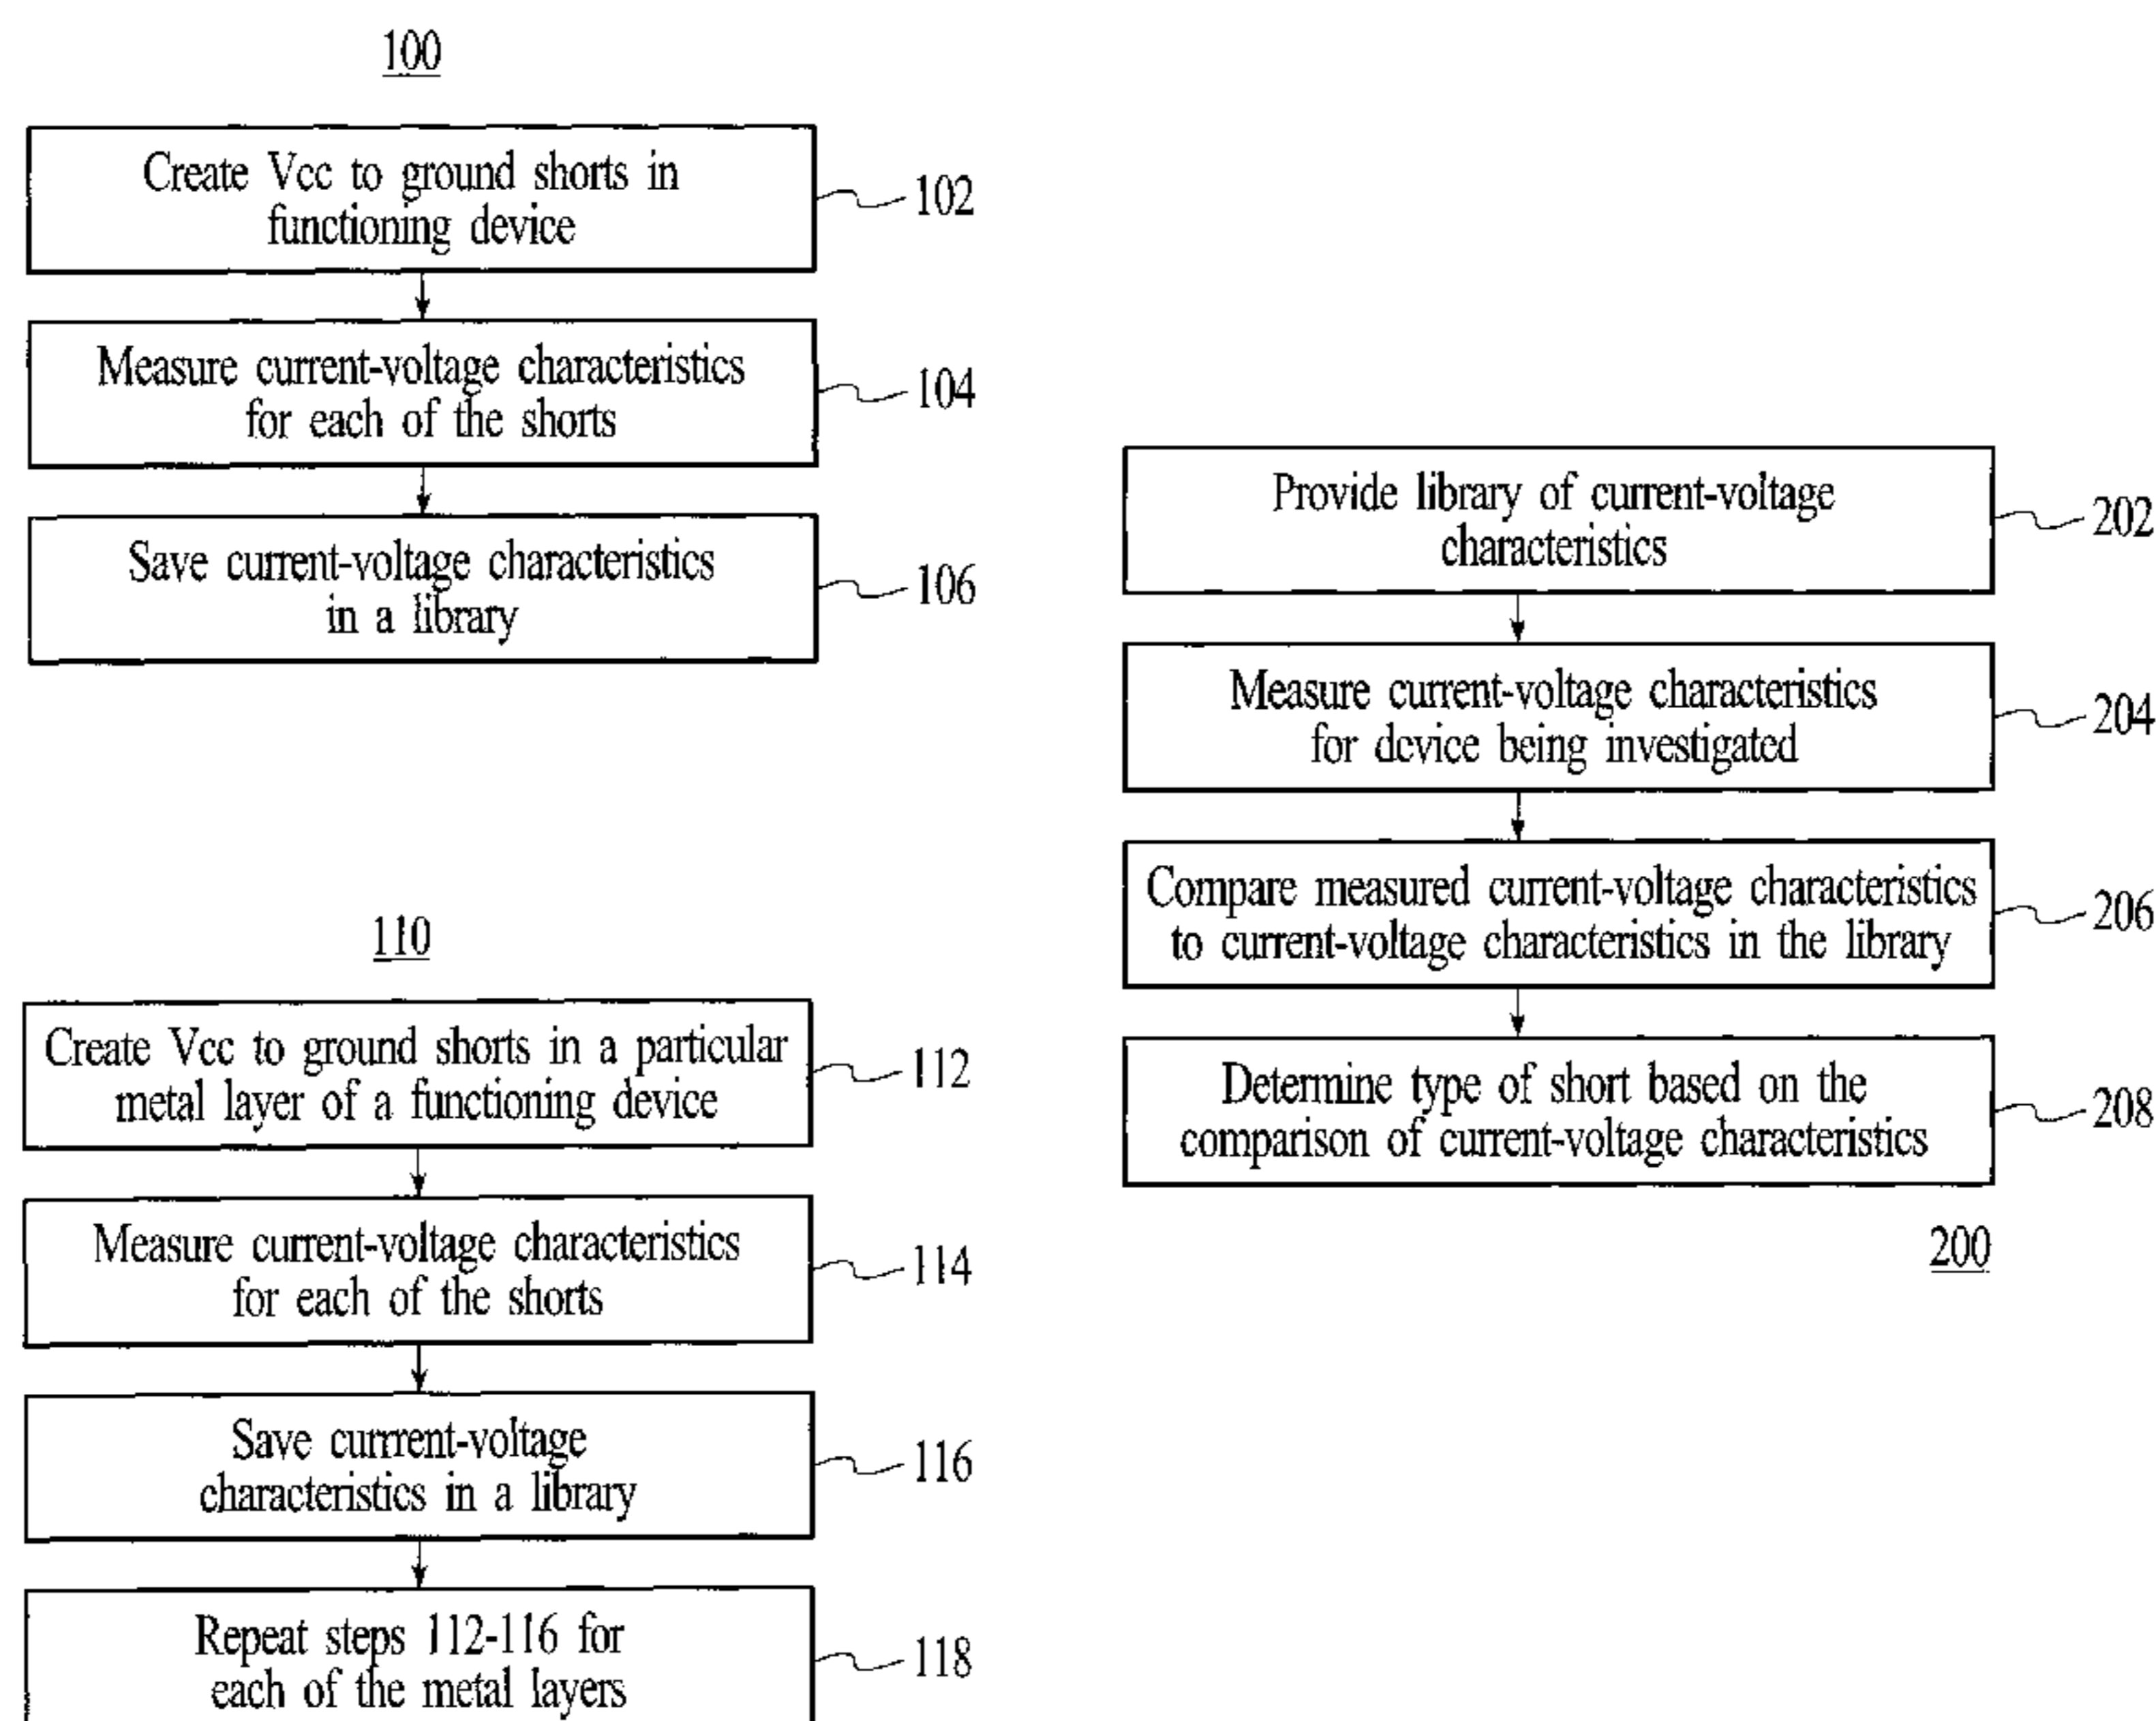 100
Create Vcc to ground shorts in
functioning device
102
Measure current-voltage characteristics
for each of the shorts
104
Save current-voltage characteristics
in a library
106
110
Create Vcc to ground shorts in a particular
metal layer of a functioning device
112
Measure current-voltage characteristics
for each of the shorts
114
Save currrent-voltage
characteristics in a library
116
Repeat steps 112-116 for
each of the metal layers
118
Provide library of current-voltage
characteristics
202
Measure current-voltage characteristics
for device being investigated
204
Compare measured current-voltage characteristics
to current-voltage characteristics in the library
206
Determine type of short based on the
comparison of current-voltage characteristics
208
200